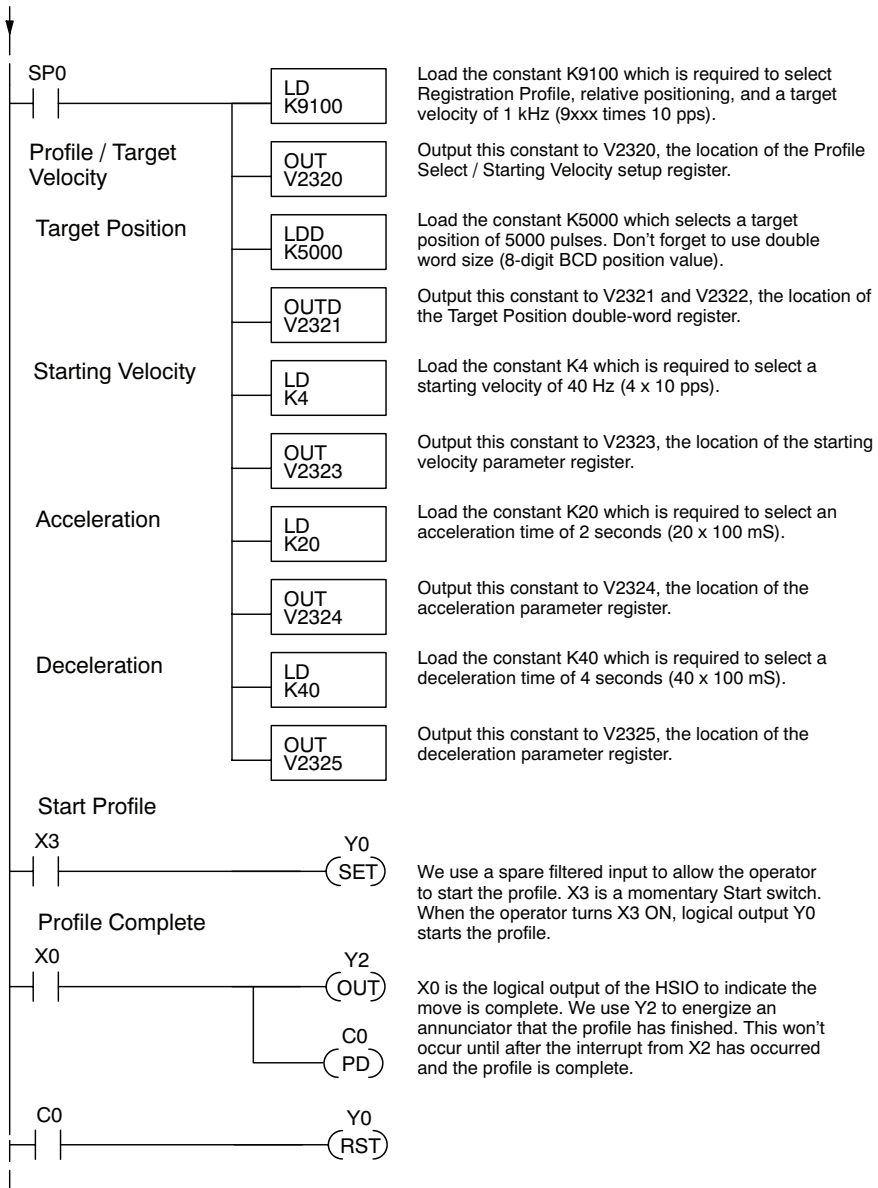 SP0
LD
K9100
Load the constant K9100 which is required to select
Registration Profile, relative positioning, and a target
velocity of 1 kHz (9xxx times 10 pps).
Profile / Target
Velocity
OUT
V2320
Output this constant to V2320, the location of the Profile
Select / Starting Velocity setup register.
Target Position
LDD
K5000
Load the constant K5000 which selects a target
position of 5000 pulses. Don't forget to use double
word size (8-digit BCD position value).
OUTD
V2321
Output this constant to V2321 and V2322, the location of
the Target Position double-word register.
Starting Velocity
LD
K4
Load the constant K4 which is required to select a
starting velocity of 40 Hz (4 x 10 pps).
OUT
V2323
Output this constant to V2323, the location of the starting
velocity parameter register.
Acceleration
LD
K20
Load the constant K20 which is required to select an
acceleration time of 2 seconds (20 x 100 mS).
OUT
V2324
Output this constant to V2324, the location of the
acceleration parameter register.
Deceleration
LD
K40
Load the constant K40 which is required to select a
deceleration time of 4 seconds (40 x 100 mS).
OUT
V2325
Output this constant to V2325, the location of the
deceleration parameter register.
Start Profile
X3
Y0
SET
We use a spare filtered input to allow the operator
to start the profile. X3 is a momentary Start switch.
When the operator turns X3 ON, logical output Y0
starts the profile.
Profile Complete
X0
Y2
OUT
X0 is the logical output of the HSIO to indicate the
move is complete. We use Y2 to energize an
annunciator that the profile has finished. This won't
occur until after the interrupt from X2 has occurred
and the profile is complete.
C0
PD
C0
Y0
RST